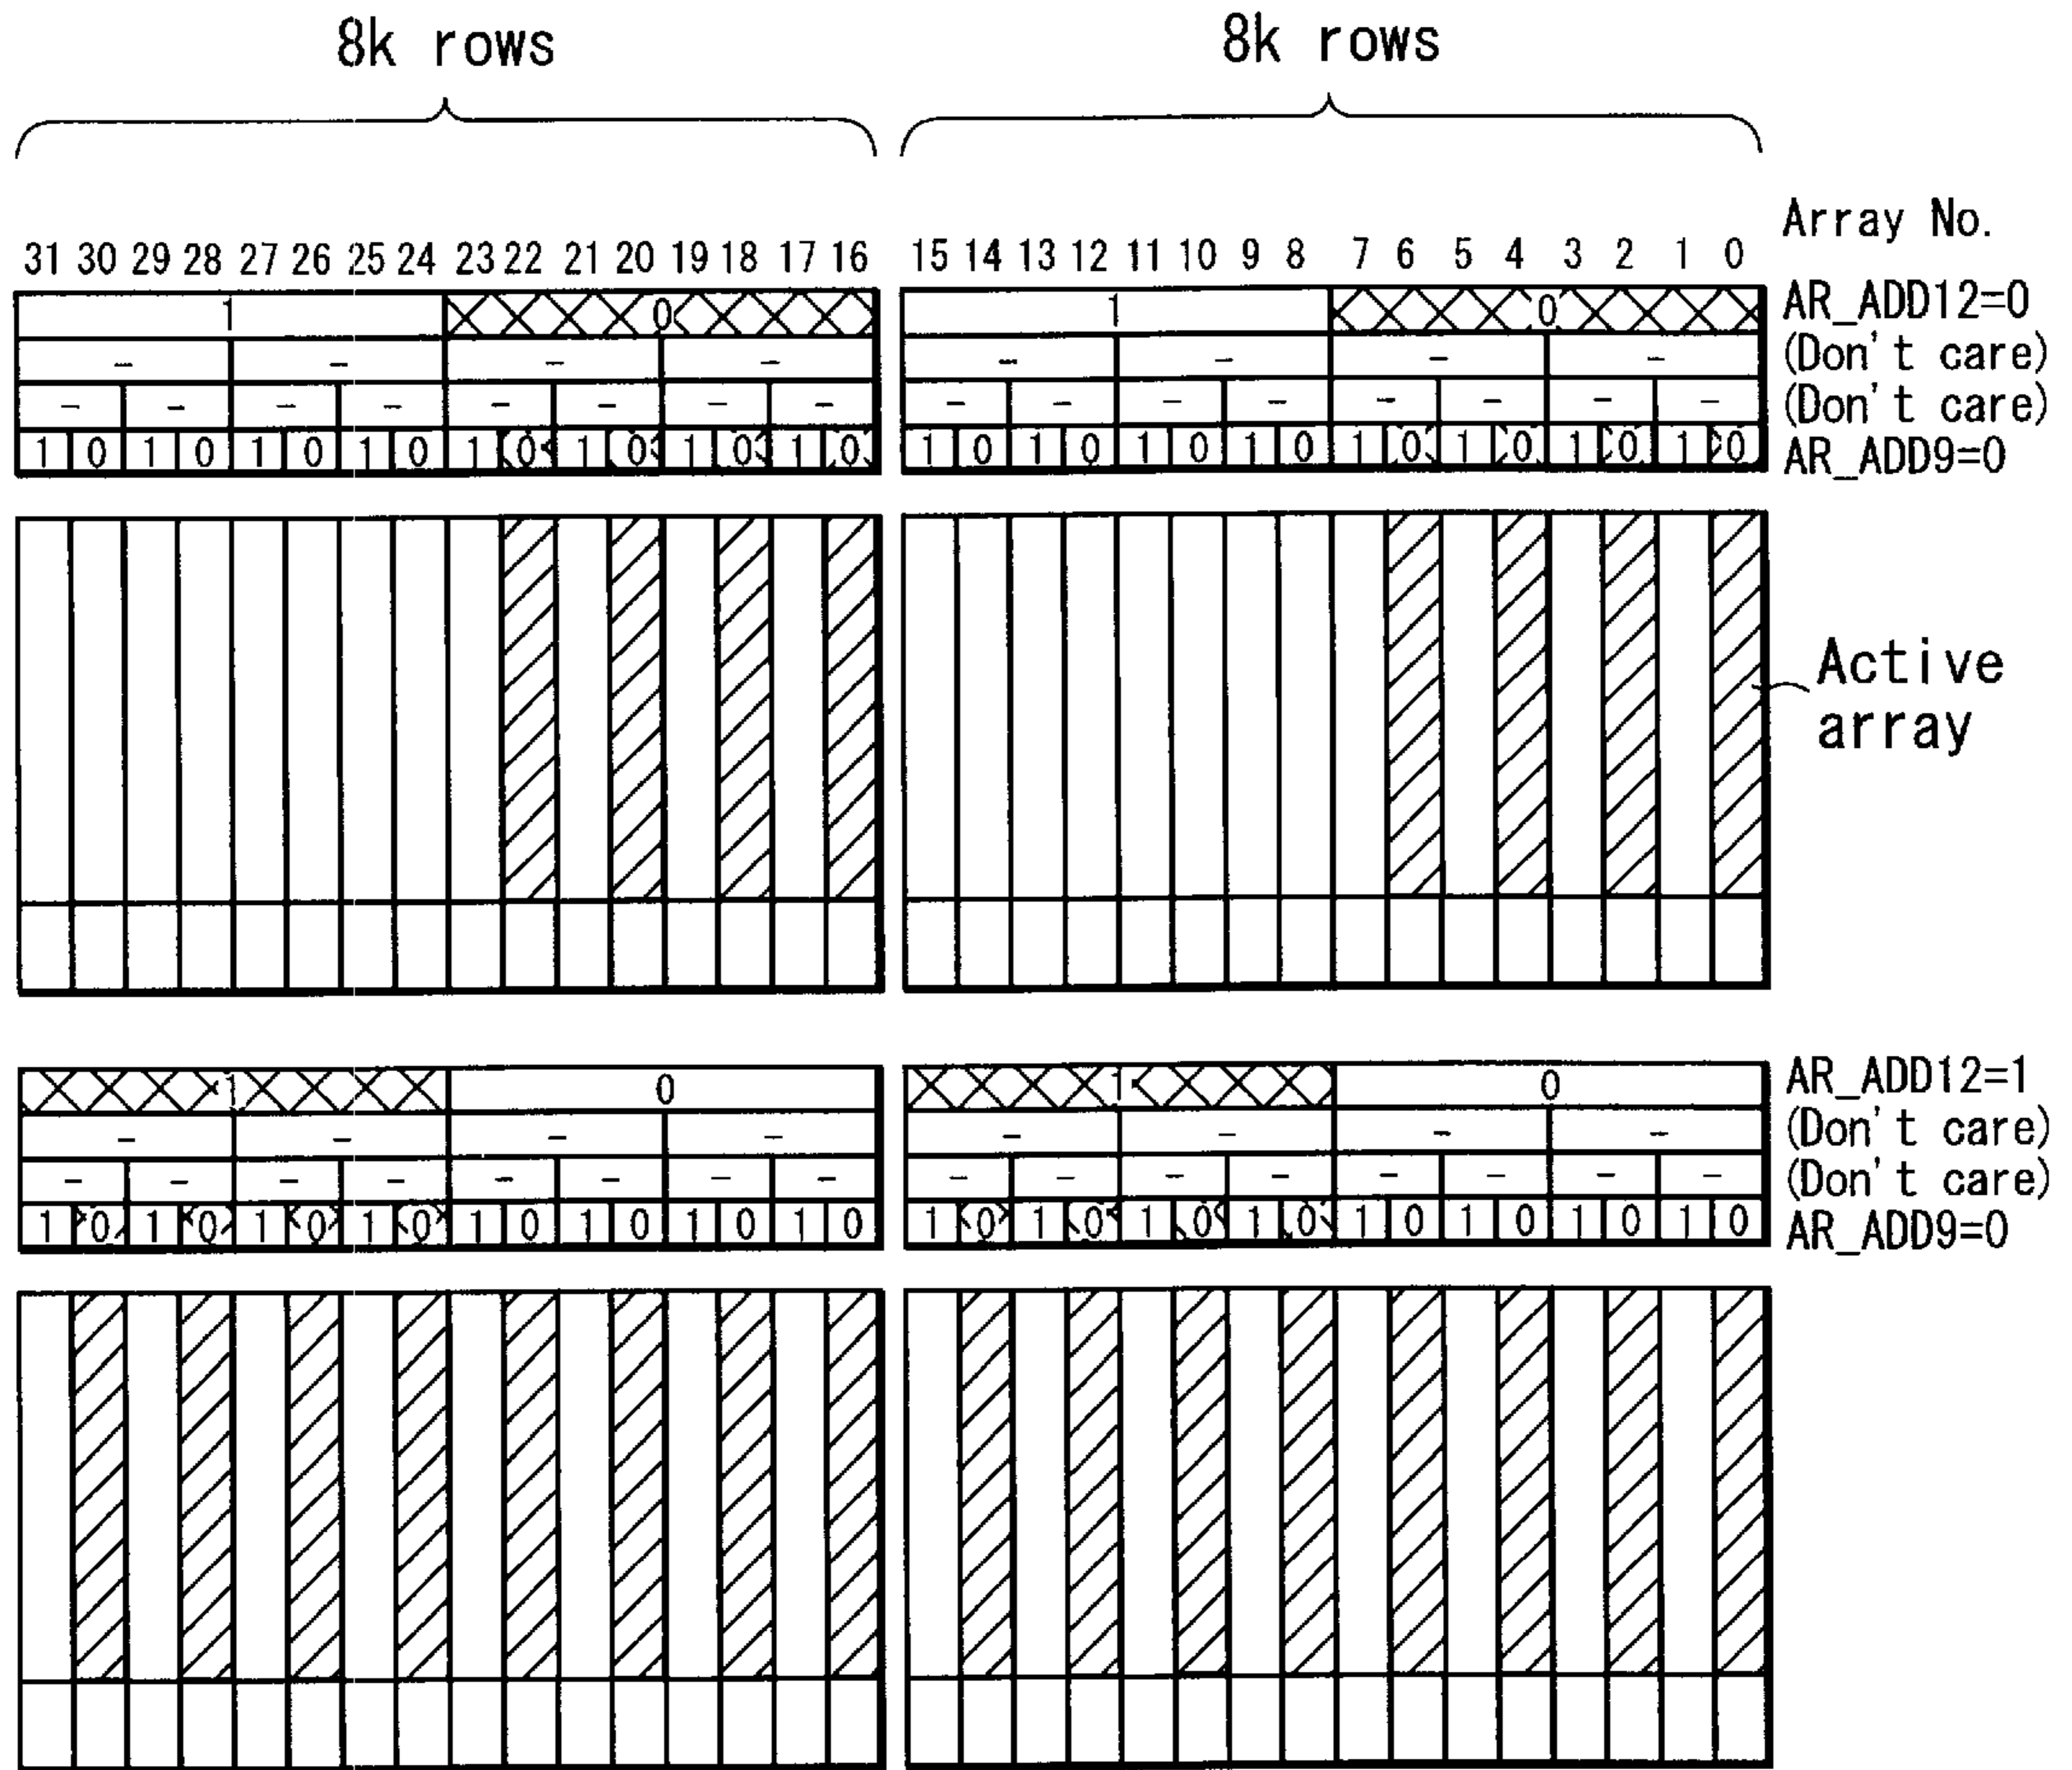 8k rows 8k rows
Array No.
31 30 29 28 27 26 25 24 23 22 21 20 19 18 17 16 15 14 13 12 11 10 9 8 7 6 5 4 3 2 1 0
1 0 1 0 AR_ADD12=0
- - - - - - - - (Don't care)
- - - - - - - - - - - - - - - - (Don't care)
1 0 1 0 1 0 1 0 1 0 1 0 1 0 1 0 1 0 1 0 1 0 1 0 1 0 1 0 1 0 1 0 AR_ADD9=0
Active
array
1 0 1 0 AR_ADD12=1
- - - - - - - - (Don't care)
- - - - - - - - - - - - - - - - (Don't care)
1 0 1 0 1 0 1 0 1 0 1 0 1 0 1 0 1 0 1 0 1 0 1 0 1 0 1 0 1 0 1 0 AR_ADD9=0